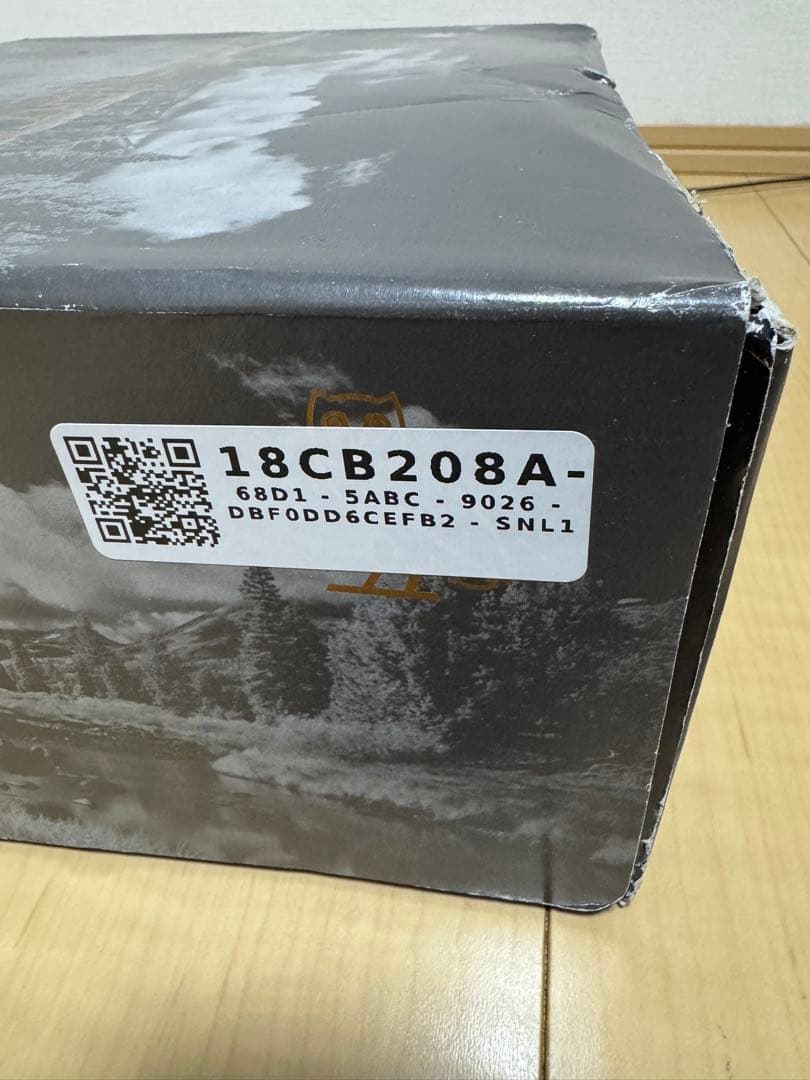 18CB208A-
68D1 - 5ABC - 9026 -
DBF0DD6CEFB2 - SNL1